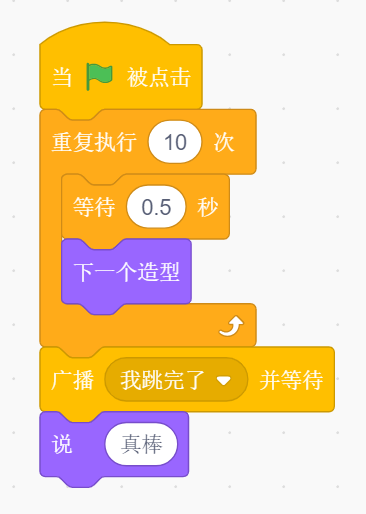 当 被点击
重复执行 10 次
等待 0.5 秒
下一个造型
广播 我跳完了 并等待
说 真棒